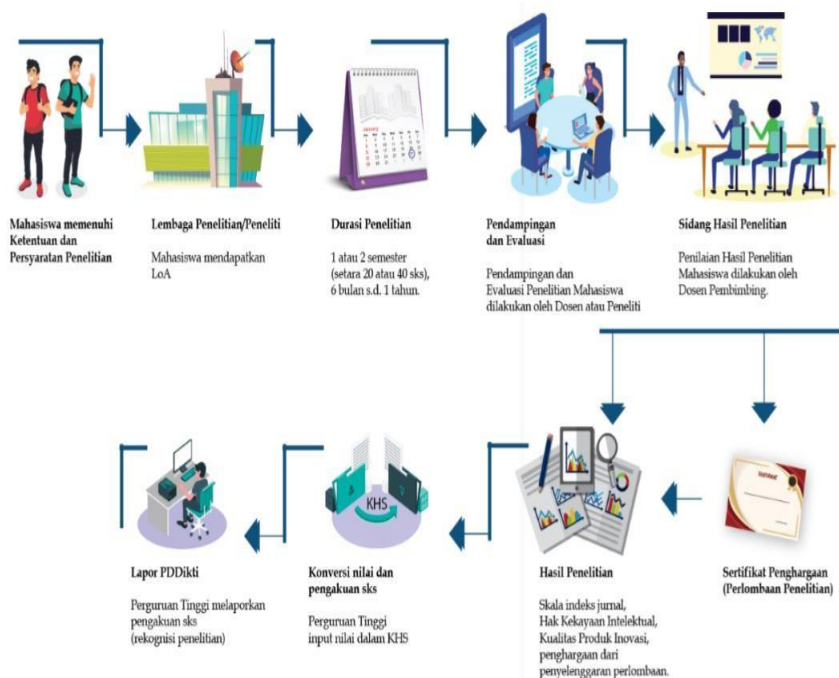 Mahasiswa memenuhi
Ketentuan dan
Persyaratan Penelitian
Lembaga Penelitian/Peneliti
Mahasiswa mendapatkan
LoA
Durasi Penelitian
1 atau 2 semester
(setara 20 atau 40 sks),
6 bulan s.d. 1 tahun.
Pendampingan
dan Evaluasi
Pendampingan dan
Evaluasi Penelitian Mahasiswa
dilakukan oleh Dosen atau Peneliti
Sidang Hasil Penelitian
Penilaian Hasil Penelitian
Mahasiswa dilakukan oleh
Dosen Pembimbing.
Lapor PDDikti
Perguruan Tinggi melaporkan
pengakuan sks
(rekognisi penelitian)
KHS
Konversi nilai dan
pengakuan sks
Perguruan Tinggi
input nilai dalam KHS
Hasil Penelitian
Skala indeks jurnal,
Hak Kekayaan Intelektual,
Kualitas Produk Inovasi,
penghargaan dari
penyelenggaran perlombaan.
Sertifikat Penghargaan
(Perlombaan Penelitian)